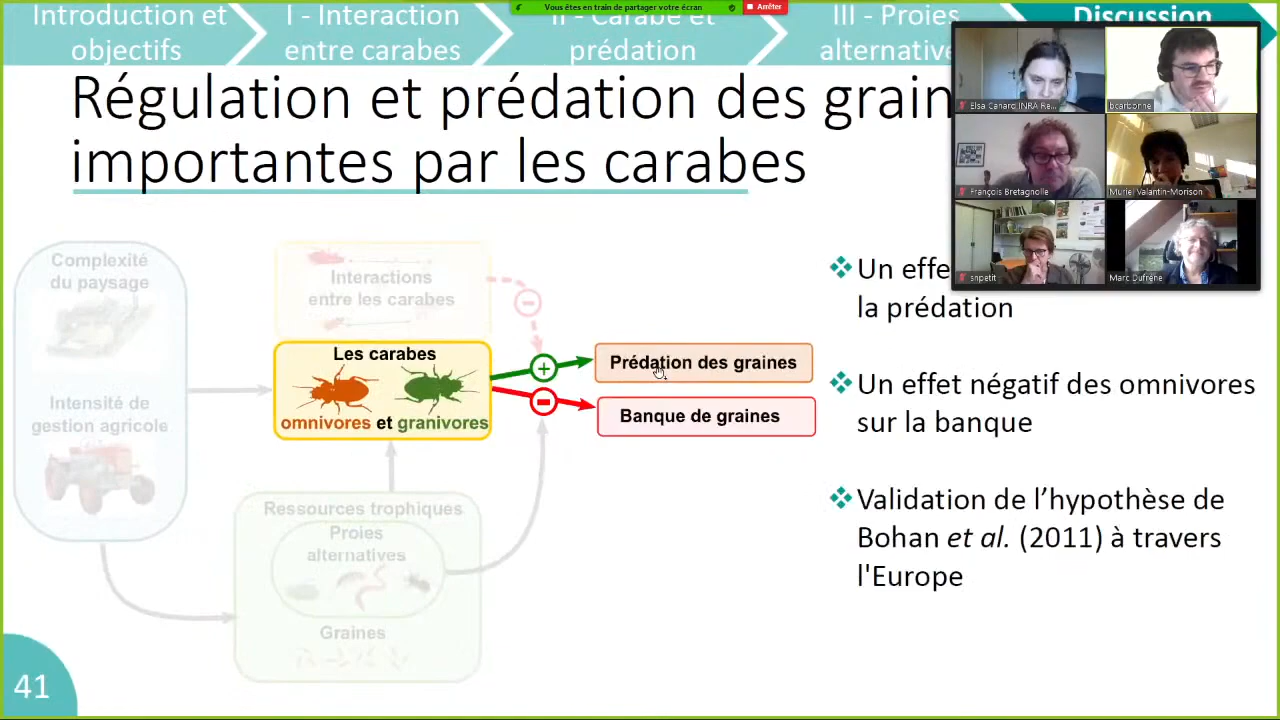 Vous êtes en train de partager votre écran
Arrêter
Introduction et
objectifs
I - Interaction
entre carabes
II - Carabe et
prédation
III - Proies
Discussion
Régulation et prédation des
importantes par les carabes
Elsa Canard INRA Re...
bcarbonne
François Bretagnolle
Muriel Valantin-Morison
snpetit
Marc Dufrêne
Complexité
du paysage
Intensité de
gestion agricole
Interactions
entre les carabes
Les carabes
omnivores et granivores
Prédation des graines
Banque de graines
Ressources trophiques
Proies
alternatives
Graines
Un
la prédation
Un effet négatif des omnivores
sur la banque
Validation de l’hypothèse de
Bohan et al. (2011) à travers
l'Europe
41